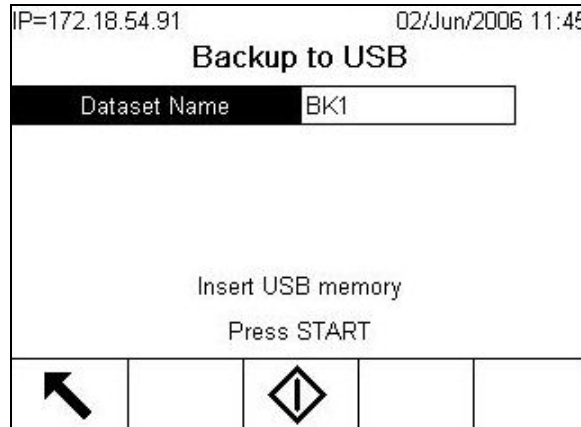 IP=172.18.54.91 02/Jun/2006 11:45
Backup to USB
Dataset Name BK1
Insert USB memory
Press START